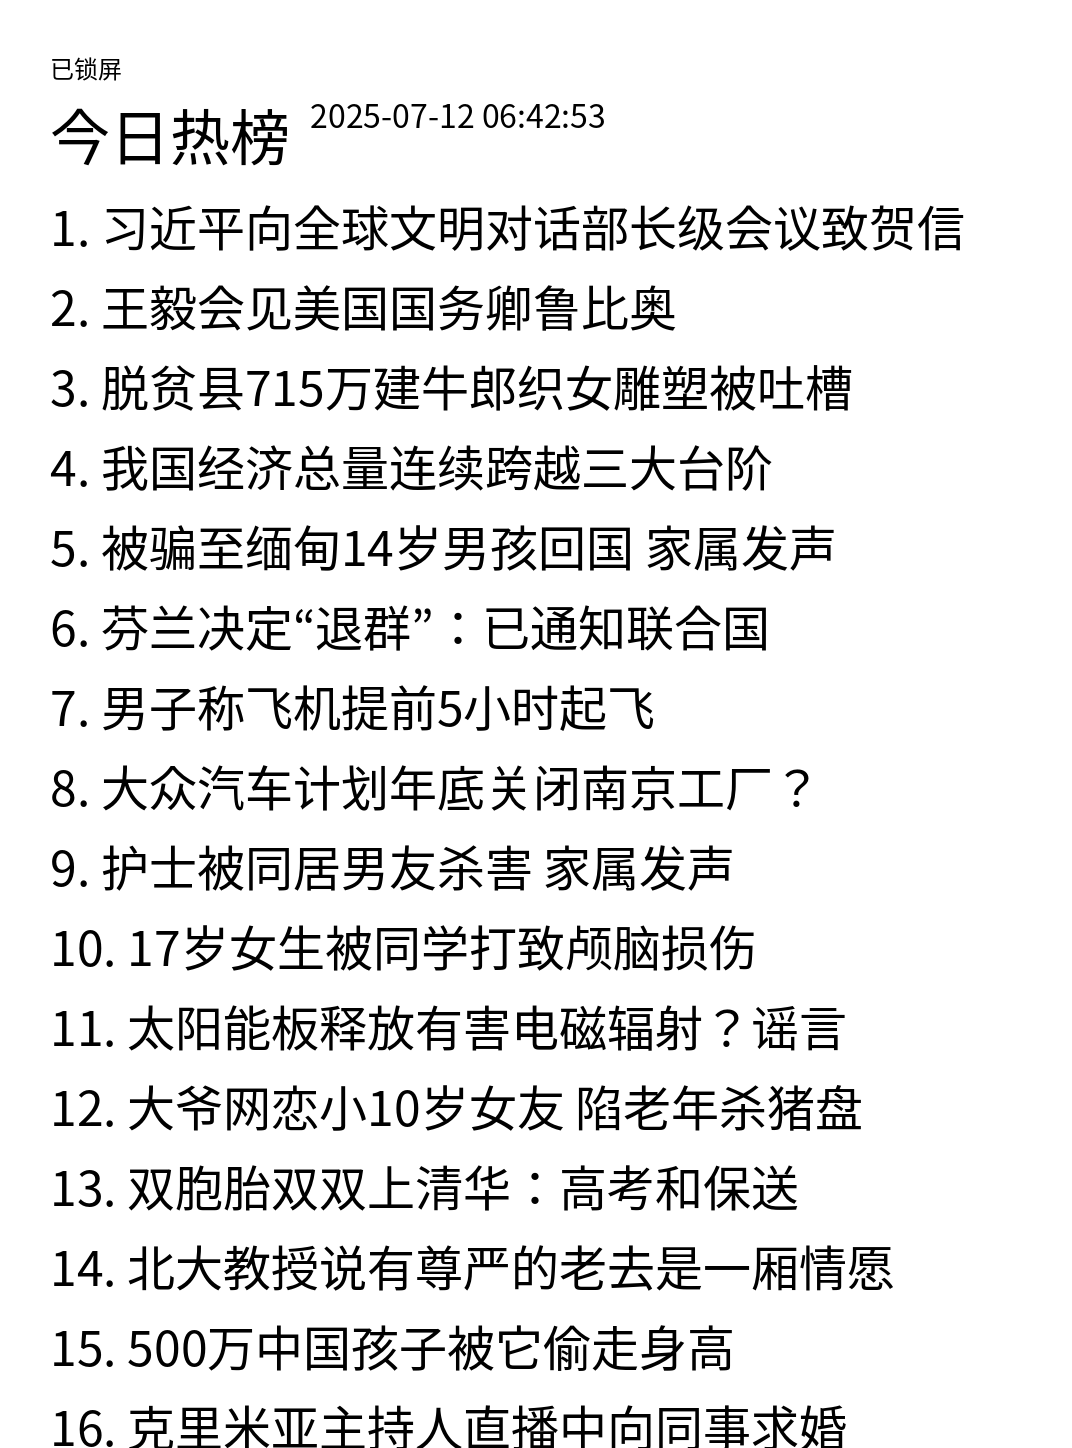 已锁屏
今日热榜 2025-07-12 06:42:53
1. 习近平向全球文明对话部长级会议致贺信
2. 王毅会见美国国务卿鲁比奥
3. 脱贫县715万建牛郎织女雕塑被吐槽
4. 我国经济总量连续跨越三大台阶
5. 被骗至缅甸14岁男孩回国 家属发声
6. 芬兰决定“退群”：已通知联合国
7. 男子称飞机提前5小时起飞
8. 大众汽车计划年底关闭南京工厂？
9. 护士被同居男友杀害 家属发声
10. 17岁女生被同学打致颅脑损伤
11. 太阳能板释放有害电磁辐射？谣言
12. 大爷网恋小10岁女友 陷老年杀猪盘
13. 双胞胎双双上清华：高考和保送
14. 北大教授说有尊严的老去是一厢情愿
15. 500万中国孩子被它偷走身高
16. 克里米亚主持人直播中向同事求婚